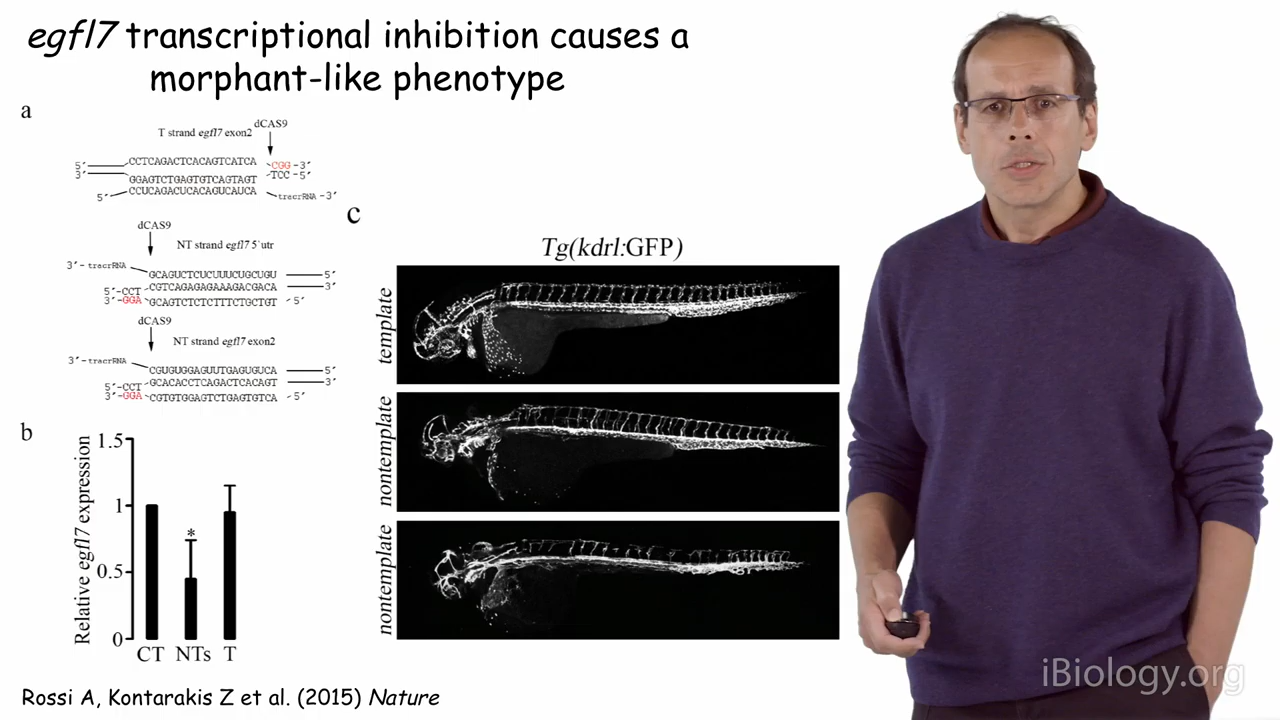 egfl7 transcriptional inhibition causes a
morphant-like phenotype
a
dCAS9
T strand egfl7 exon2
5′ CCTCAGACTCACAGTCATCA CGG -3′
3′ GGAGTCTGAGTGTCAGTAGT TCC -5′
5′ CCUCAGACUCACAGUCAUCA tracrRNA -3′
dCAS9
NT strand egfl7 5`utr
3′- tracrRNA GCAGUCUCUCUUUCUGCUGU 5′
5′-CCT CGTCAGAGAGAAAGACGACA 3′
3′-GGA GCAGTCTCTCTTTCTGCTGT 5′
dCAS9
NT strand egfl7 exon2
3′- tracrRNA CGUGUGGAGUUUGAGUGUCA 5′
5′-CCT GCACACCTCAGACTCACAGT 3′
3′-GGA CGTGTGGAGTCTGAGTGTCA 5′
b
Relative egfl7 expression
1.5
1
0.5
0
*
CT NTs T
c
Tg(kdrl:GFP)
template
nontemplate
nontemplate
Rossi A, Kontarakis Z et al. (2015) Nature
iBiology.org